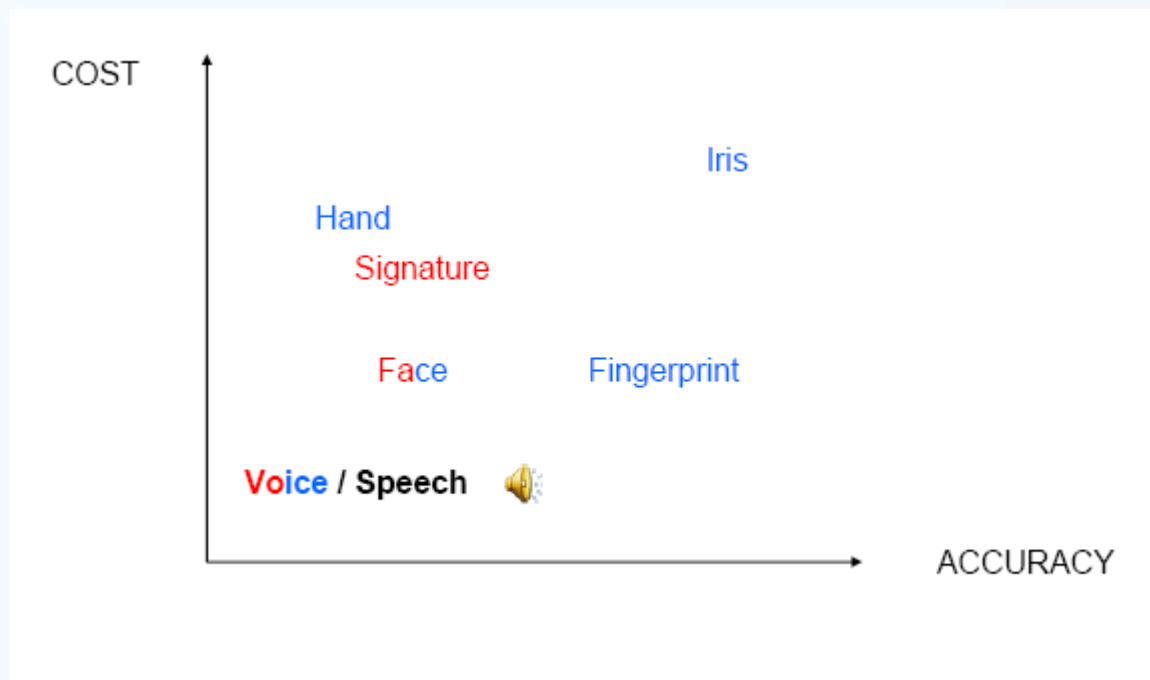 COST
Iris
Hand
Signature
Face
Fingerprint
Voice / Speech
ACCURACY